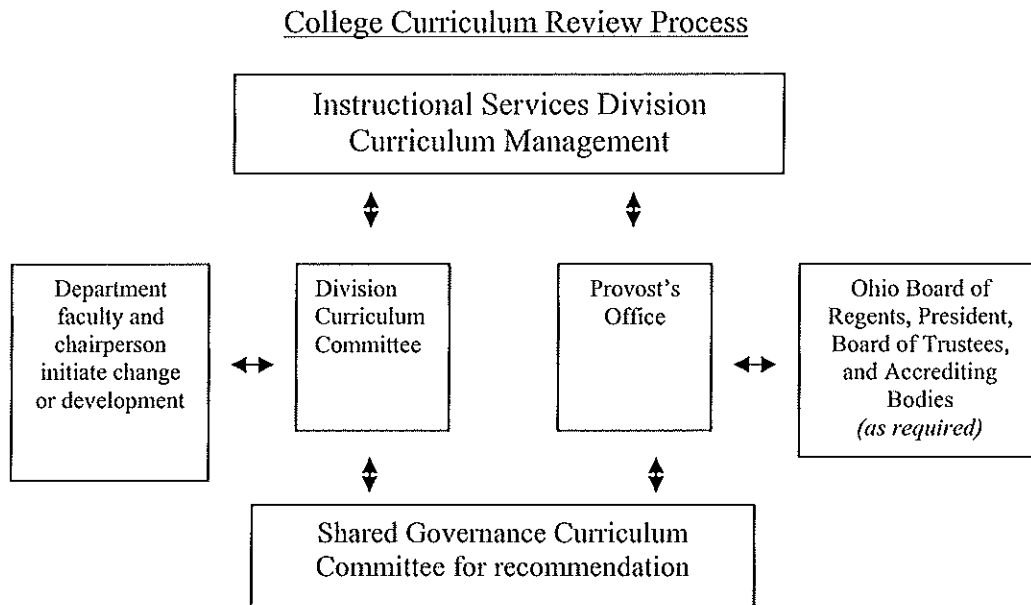 College Curriculum Review Process
Instructional Services Division
Curriculum Management
Department
faculty and
chairperson
initiate change
or development
Division
Curriculum
Committee
Provost's
Office
Ohio Board of
Regents, President,
Board of Trustees,
and Accrediting
Bodies
(as required)
Shared Governance Curriculum
Committee for recommendation